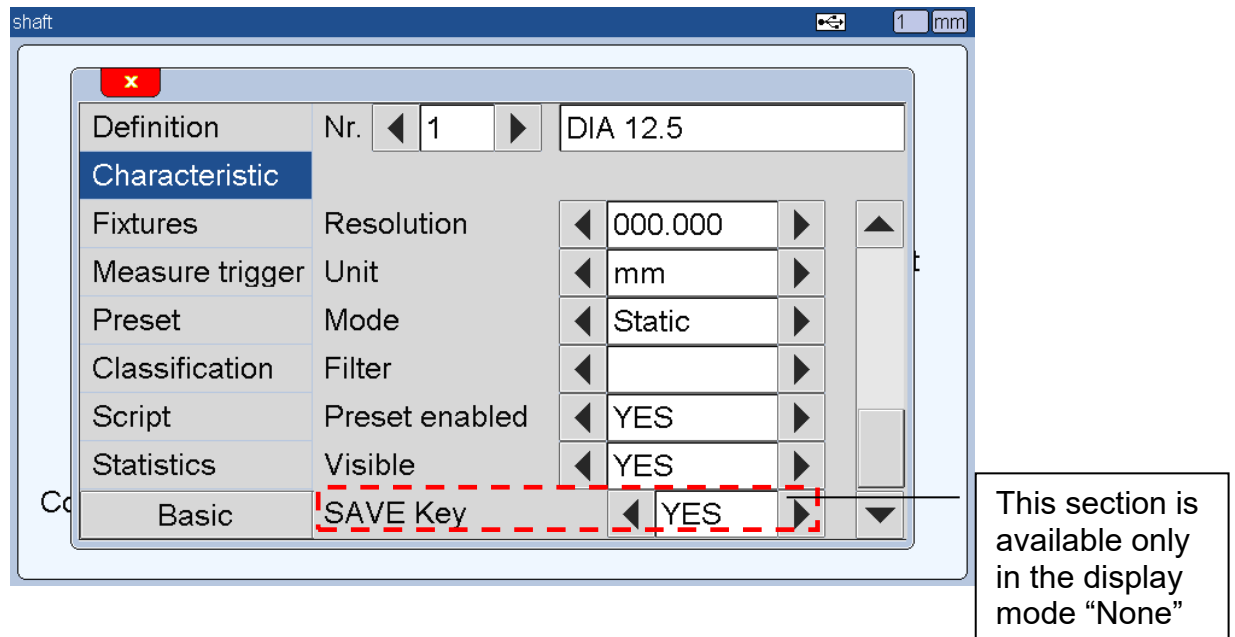 shaft 1 mm
x
Definition Nr. 1 DIA 12.5
Characteristic
Fixtures Resolution 000.000
Measure trigger Unit mm
Preset Mode Static
Classification Filter
Script Preset enabled YES
Statistics Visible YES
Basic SAVE Key YES
This section is
available only
in the display
mode “None”